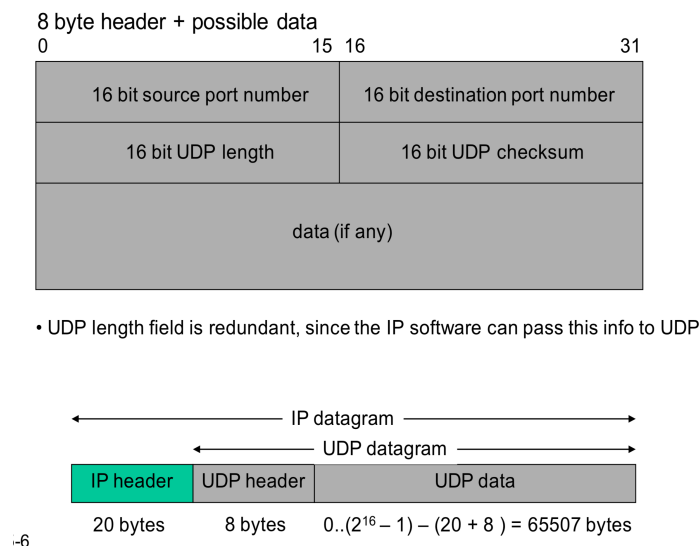 8 byte header + possible data
0 15 16 31
16 bit source port number 16 bit destination port number
16 bit UDP length 16 bit UDP checksum
data (if any)
• UDP length field is redundant, since the IP software can pass this info to UDP
IP datagram
UDP datagram
IP header UDP header UDP data
20 bytes 8 bytes 0..(2¹⁶ – 1) – (20 + 8 ) = 65507 bytes
-6